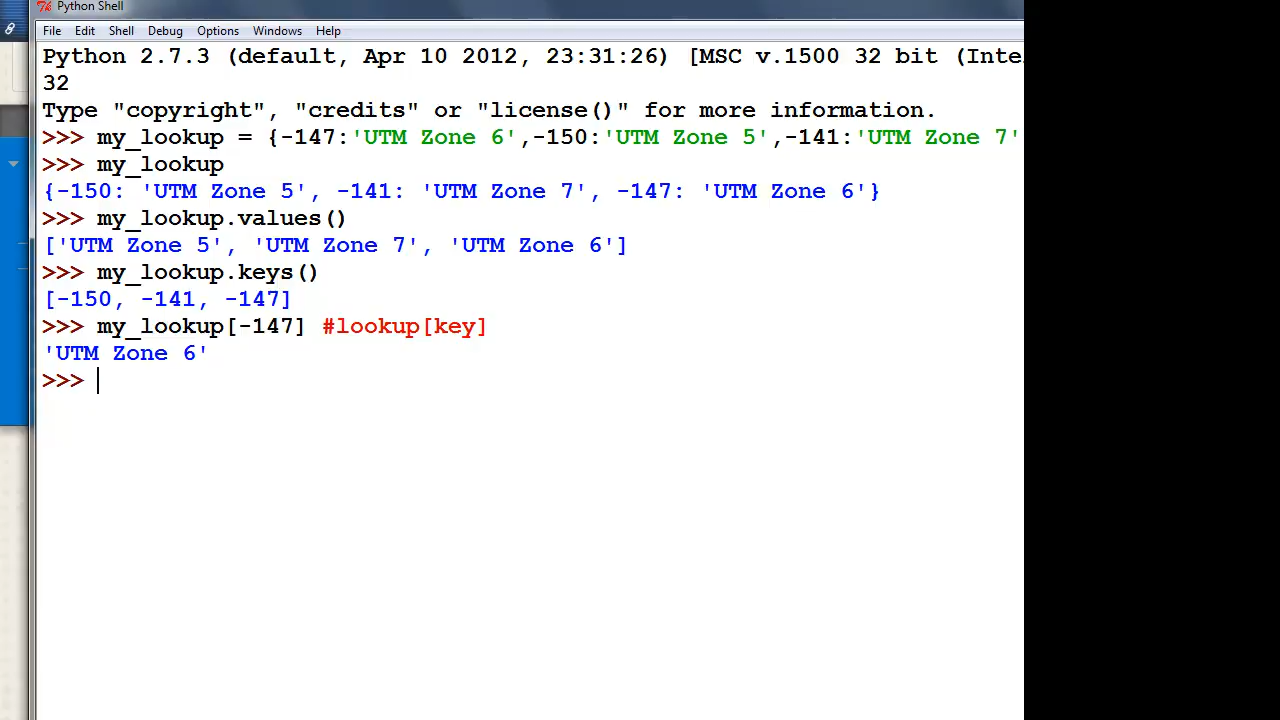 Python Shell
File Edit Shell Debug Options Windows Help
Python 2.7.3 (default, Apr 10 2012, 23:31:26) [MSC v.1500 32 bit (Inte
32
Type "copyright", "credits" or "license()" for more information.
>>> my_lookup = {-147:'UTM Zone 6',-150:'UTM Zone 5',-141:'UTM Zone 7'
>>> my_lookup
{-150: 'UTM Zone 5', -141: 'UTM Zone 7', -147: 'UTM Zone 6'}
>>> my_lookup.values()
['UTM Zone 5', 'UTM Zone 7', 'UTM Zone 6']
>>> my_lookup.keys()
[-150, -141, -147]
>>> my_lookup[-147] #lookup[key]
'UTM Zone 6'
>>>